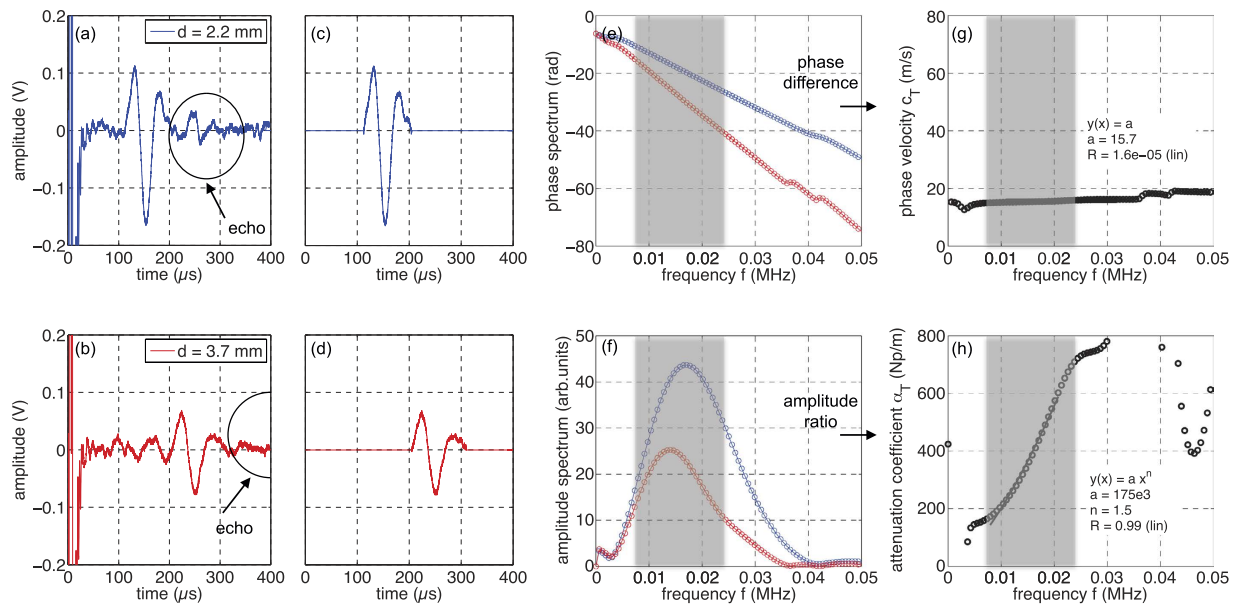 (a)
d = 2.2 mm
0.2
0.1
0
−0.1
−0.2
amplitude (V)
echo
0 100 200 300 400
time (µs)
(c)
0 100 200 300 400
time (µs)
(e)
0
−20
−40
−60
−80
phase spectrum (rad)
phase
difference
0 0.01 0.02 0.03 0.04 0.05
frequency f (MHz)
(g)
80
60
40
20
0
phase velocity c_T (m/s)
y(x) = a
a = 15.7
R = 1.6e−05 (lin)
0 0.01 0.02 0.03 0.04 0.05
frequency f (MHz)
(b)
d = 3.7 mm
0.2
0.1
0
−0.1
−0.2
amplitude (V)
echo
0 100 200 300 400
time (µs)
(d)
0 100 200 300 400
time (µs)
(f)
50
40
30
20
10
0
amplitude spectrum (arb.units)
amplitude
ratio
0 0.01 0.02 0.03 0.04 0.05
frequency f (MHz)
(h)
800
600
400
200
0
attenuation coefficient α_T (Np/m)
y(x) = a x^n
a = 175e3
n = 1.5
R = 0.99 (lin)
0 0.01 0.02 0.03 0.04 0.05
frequency f (MHz)